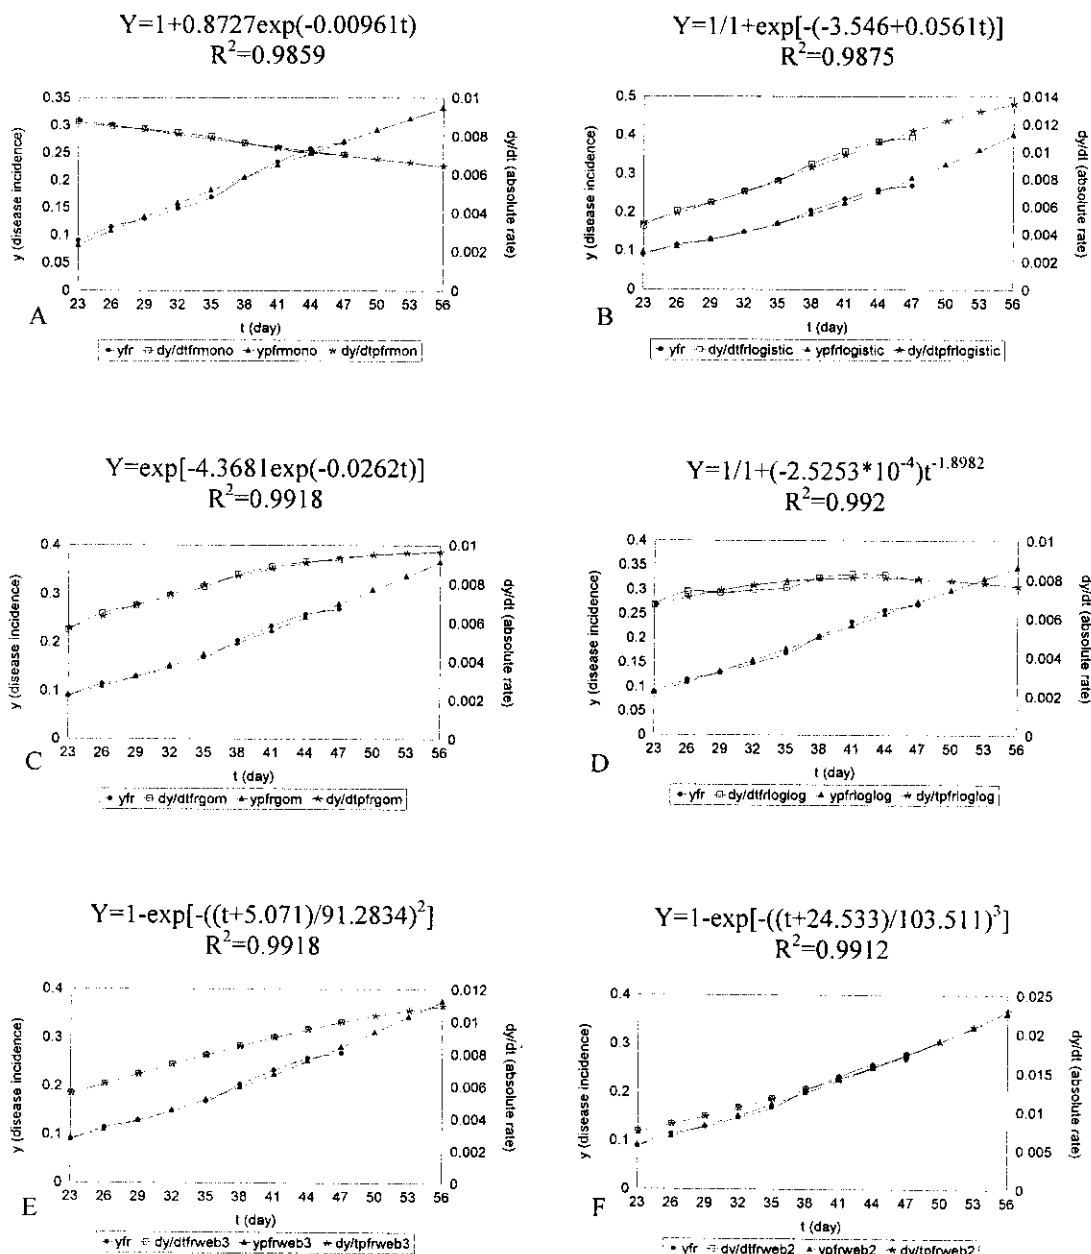 Y=1+0.8727exp(-0.00961t)
R²=0.9859
0.35
0.3
0.25
0.2
0.15
0.1
0.05
0
y (disease incidence)
0.01
0.008
0.006
0.004
0.002
0
dy/dt (absolute rate)
23 26 29 32 35 38 41 44 47 50 53 56
t (day)
A
yfr dy/dtfrmono ypfrmono dy/dtpfrmon
Y=1/1+exp[-(-3.546+0.0561t)]
R²=0.9875
0.5
0.4
0.3
0.2
0.1
0
y (disease incidence)
0.014
0.012
0.01
0.008
0.006
0.004
0.002
0
dy/dt (absolute rate)
23 26 29 32 35 38 41 44 47 50 53 56
t (day)
B
yfr dy/dtfrlogistic ypfrlogistic dy/dtpfrlogistic
Y=exp[-4.3681exp(-0.0262t)]
R²=0.9918
0.4
0.3
0.2
0.1
0
y (disease incidence)
0.01
0.008
0.006
0.004
0.002
0
dy/dt (absolute rate)
23 26 29 32 35 38 41 44 47 50 53 56
t (day)
C
yfr dy/dtfrgom ypfrgom dy/dtpfrgom
Y=1/1+(-2.5253*10⁻⁴)t⁻¹·⁸⁹⁸²
R²=0.992
0.4
0.35
0.3
0.25
0.2
0.15
0.1
0.05
0
y (disease incidence)
0.01
0.008
0.006
0.004
0.002
0
dy/dt (absolute rate)
23 26 29 32 35 38 41 44 47 50 53 56
t (day)
D
yfr dy/dtfrloglog ypfrloglog dy/tpfrloglog
Y=1-exp[-((t+5.071)/91.2834)²]
R²=0.9918
0.4
0.3
0.2
0.1
0
y (disease incidence)
0.012
0.01
0.008
0.006
0.004
0.002
0
dy/dt (absolute rate)
23 26 29 32 35 38 41 44 47 50 53 56
t (day)
E
yfr dy/dtfrweb3 ypfrweb3 dy/tpfrweb3
Y=1-exp[-((t+24.533)/103.511)³]
R²=0.9912
0.4
0.3
0.2
0.1
0
y (disease incidence)
0.025
0.02
0.015
0.01
0.005
0
dy/dt (absolute rate)
23 26 29 32 35 38 41 44 47 50 53 56
t (day)
F
yfr dy/dtfrweb2 ypfrweb2 dy/tpfrweb2